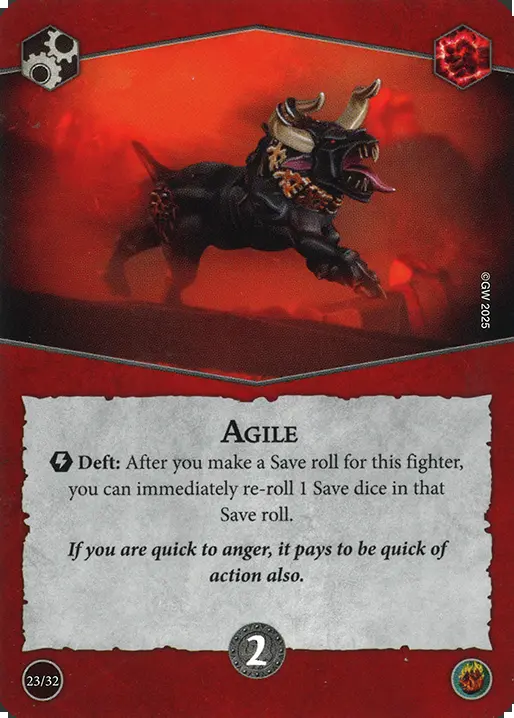 ©GW 2025
AGILE
Deft: After you make a Save roll for this fighter,
you can immediately re-roll 1 Save dice in that
Save roll.
If you are quick to anger, it pays to be quick of
action also.
2
23/32